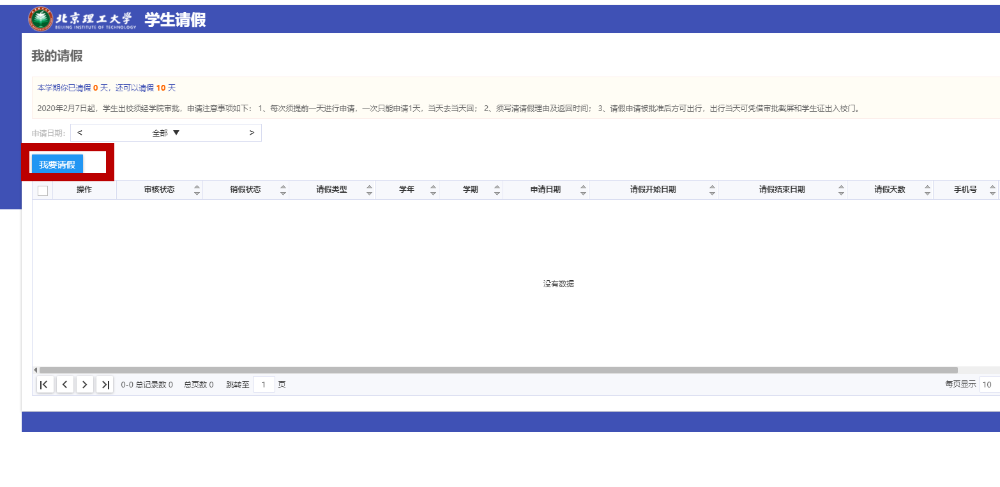 北京理工大学 学生请假
BEIJING INSTITUTE OF TECHNOLOGY
我的请假
本学期你已请假 0 天，还可以请假 10 天
2020年2月7日起，学生出校须经学院审批，申请注意事项如下： 1、每次须提前一天进行申请，一次只能申请1天，当天去当天回； 2、须写清请假理由及返回时间； 3、请假申请被批准后方可出行，出行当天可凭借审批截屏和学生证出入校门。
申请日期： < 全部 ▼ >
我要请假
操作 审核状态 销假状态 请假类型 学年 学期 申请日期 请假开始日期 请假结束日期 请假天数 手机号
没有数据
0-0 总记录数 0 总页数 0 跳转至 1 页 每页显示 10